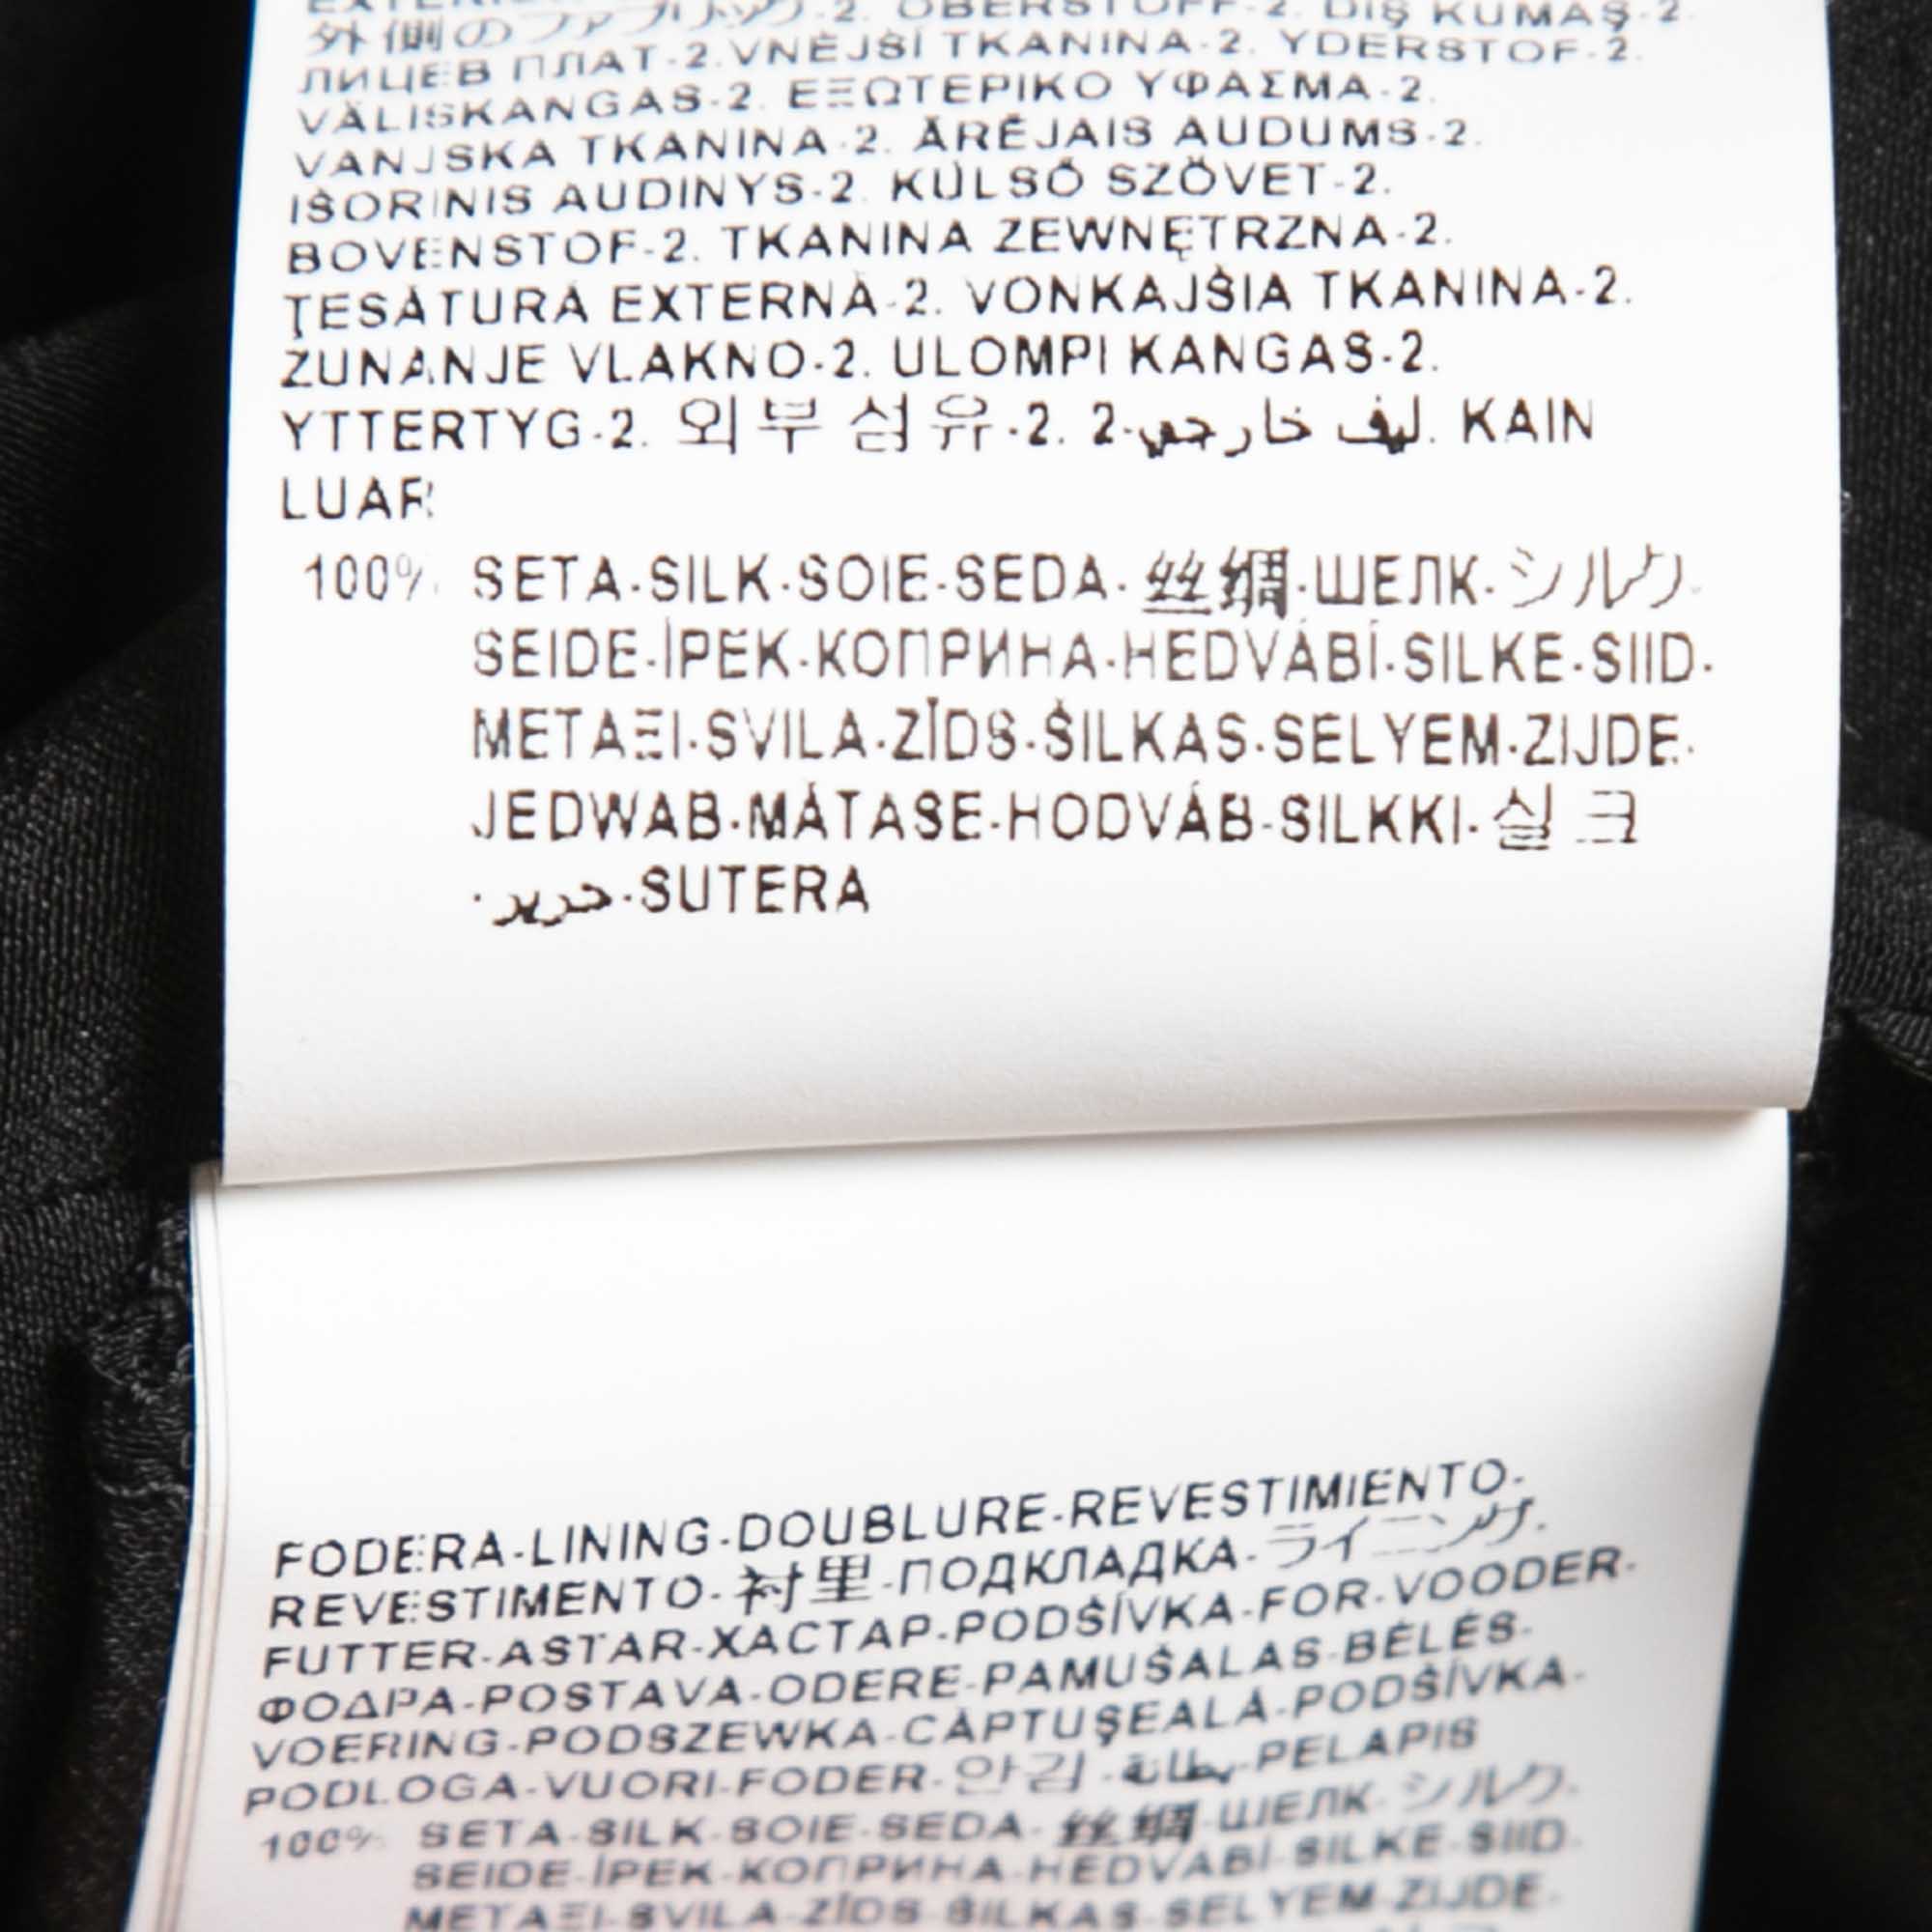 外側のファブリック-2. OBERSTOFF-2. DIŞ KUMAŞ-2.
ЛИЦЕВ ПЛАТ-2. VNĚJŠÍ TKANINA-2. YDERSTOF-2.
VÄLISKANGAS-2. ΕΞΩΤΕΡΙΚΟ ΥΦΑΣΜΑ-2.
VANJSKA TKANINA-2. ĀRĒJAIS AUDUMS-2.
IŠORINIS AUDINYS-2. KÜLSŐ SZÖVET-2.
BOVENSTOF-2. TKANINA ZEWNĘTRZNA-2.
ŢESĂTURĂ EXTERNĂ-2. VONKAJŠIA TKANINA-2.
ZUNANJE VLAKNO-2. ULOMPI KANGAS-2.
YTTERTYG-2. 외부 섬유-2. ليف خارجي-2. KAIN
LUAR
100% SETA-SILK-SOIE-SEDA-丝绸-ШЕЛК-シルク-
SEIDE-İPEK-КОПРИНА-HEDVÁBÍ-SILKE-SIID-
METAΞI-SVILA-ZĪDS-ŠILKAS-SELYEM-ZIJDE-
JEDWAB-MĂTASE-HODVÁB-SILKKI-실크
-حرير-SUTERA
FODERA-LINING-DOUBLURE-REVESTIMIENTO-
REVESTIMENTO-衬里-ПОДКЛАДКА-ライニング-
FUTTER-ASTAR-ХАСТАР-PODŠÍVKA-FOR-VOODER-
ΦΟΔΡΑ-POSTAVA-ODERE-PAMUŠALAS-BÉLÉS-
VOERING-PODSZEWKA-CĂPTUŞEALĂ-PODŠÍVKA-
PODLOGA-VUORI-FODER-안감-بطانة-PELAPIS
100% SETA-SILK-SOIE-SEDA-丝绸-ШЕЛК-シルク-
SEIDE-İPEK-КОПРИНА-HEDVÁBÍ-SILKE-SIID-
METAΞI-SVILA-ZĪDS-ŠILKAS-SELYEM-ZIJDE-